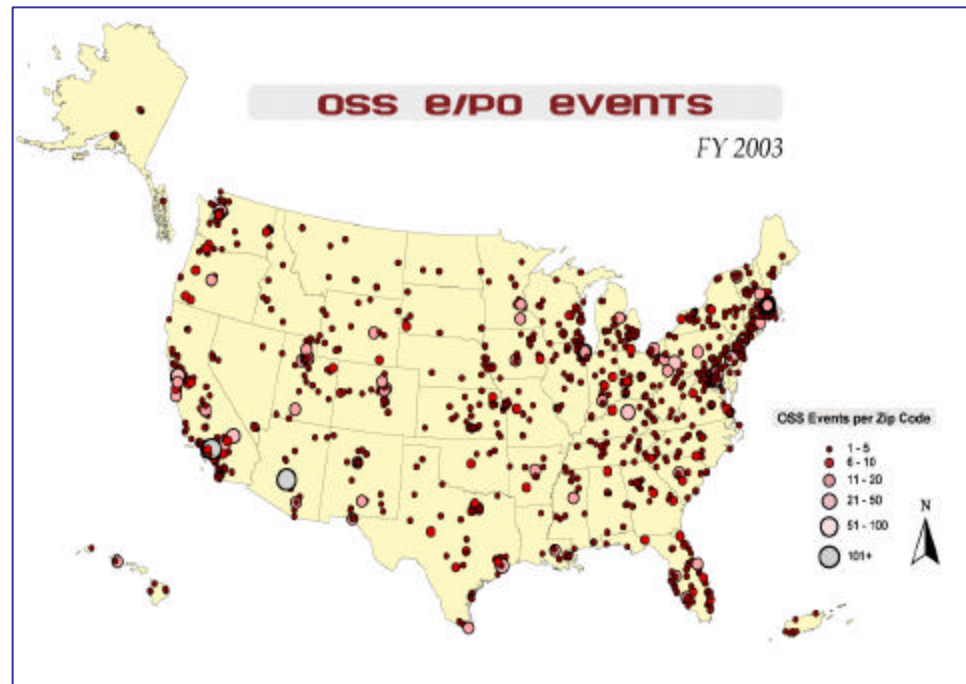 OSS E/PO EVENTS
FY 2003
OSS Events per Zip Code
1 - 5
6 - 10
11 - 20
21 - 50
51 - 100
101+
N